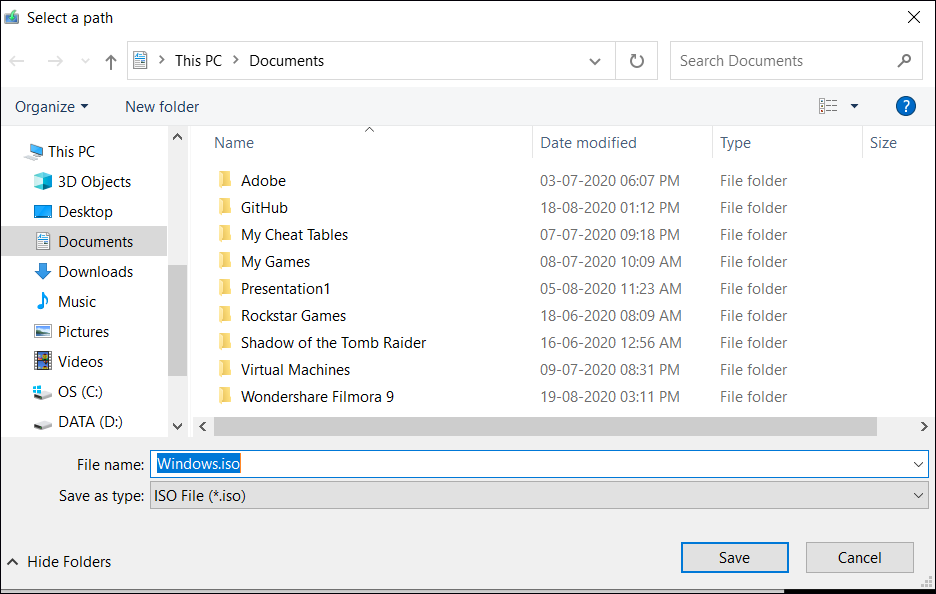 Select a path
This PC > Documents
Search Documents
Organize
New folder
?
Name Date modified Type Size
This PC
3D Objects
Desktop
Documents
Downloads
Music
Pictures
Videos
OS (C:)
DATA (D:)
Adobe 03-07-2020 06:07 PM File folder
GitHub 18-08-2020 01:12 PM File folder
My Cheat Tables 07-07-2020 09:18 PM File folder
My Games 08-07-2020 10:09 AM File folder
Presentation1 05-08-2020 11:23 AM File folder
Rockstar Games 18-06-2020 08:09 AM File folder
Shadow of the Tomb Raider 16-06-2020 12:56 AM File folder
Virtual Machines 09-07-2020 08:31 PM File folder
Wondershare Filmora 9 19-08-2020 03:11 PM File folder
File name: Windows.iso
Save as type: ISO File (*.iso)
Hide Folders
Save
Cancel